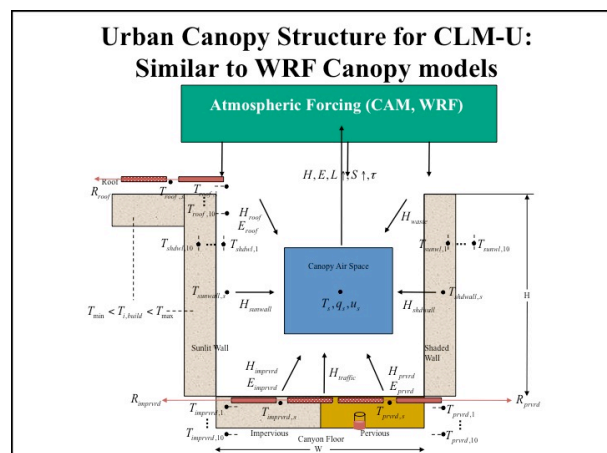 Urban Canopy Structure for CLM-U:
Similar to WRF Canopy models
Atmospheric Forcing (CAM, WRF)
Roof
R_roof
T_roof,s
T_roof,1
T_roof,10
H, E, L ↑, S ↑, τ
H_roof
E_roof
H_waste
T_shdwl,10
T_shdwl,1
T_sunwl,1
T_sunwl,10
Canopy Air Space
T_s, q_s, u_s
T_sunwall,s
H_sunwall
H_shdwall
T_shdwall,s
H
T_min < T_i,build < T_max
Sunlit Wall
Shaded
Wall
H_imprvrd
E_imprvrd
H_traffic
H_prvrd
E_prvrd
R_imprvrd
R_prvrd
T_imprvrd,1
T_imprvrd,s
T_prvrd,s
T_prvrd,1
T_imprvrd,10
T_prvrd,10
Impervious
Pervious
Canyon Floor
W